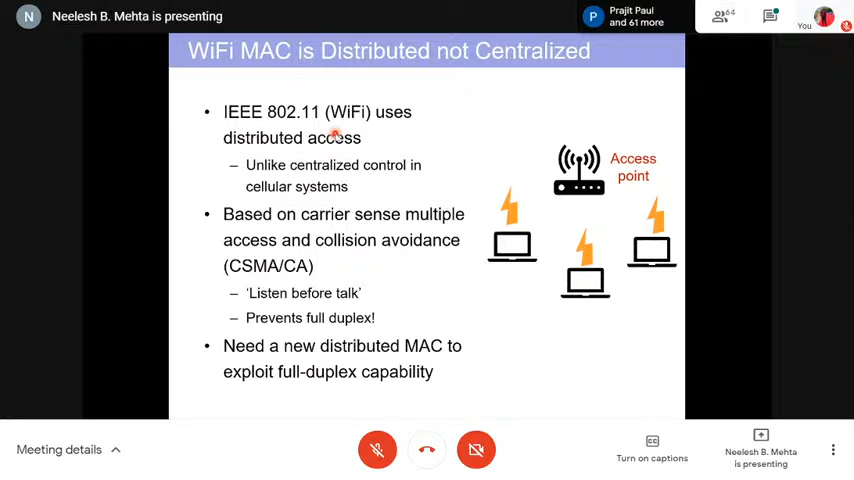 N Neelesh B. Mehta is presenting
P Prajit Paul
and 61 more
64
You
WiFi MAC is Distributed not Centralized
• IEEE 802.11 (WiFi) uses
distributed access
– Unlike centralized control in
cellular systems
• Based on carrier sense multiple
access and collision avoidance
(CSMA/CA)
– ‘Listen before talk’
– Prevents full duplex!
• Need a new distributed MAC to
exploit full-duplex capability
Access
point
Meeting details
CC
Turn on captions
Neelesh B. Mehta
is presenting